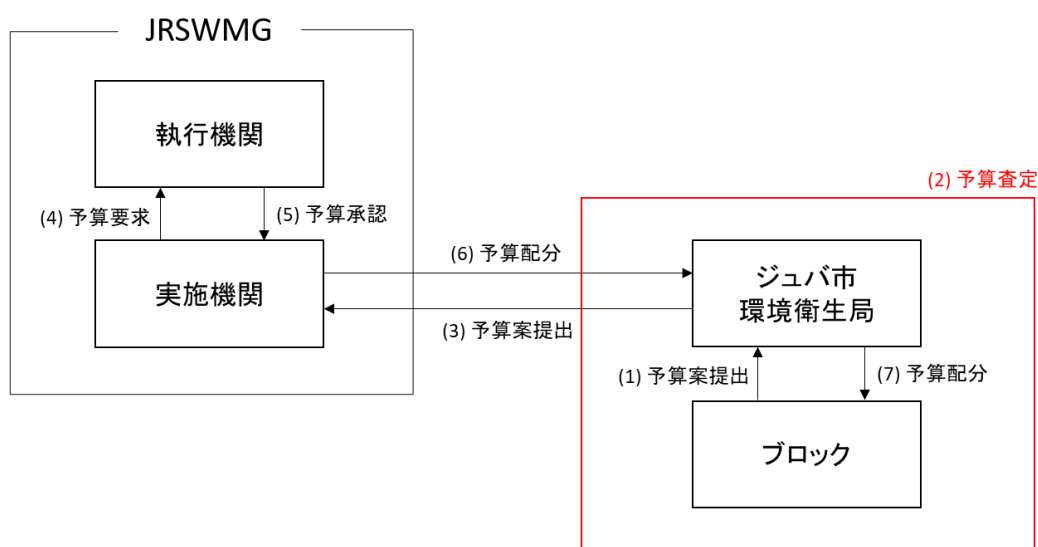 JRSWMG
執行機関
(4) 予算要求
(5) 予算承認
実施機関
(2) 予算査定
(6) 予算配分
(3) 予算案提出
ジュバ市
環境衛生局
(1) 予算案提出
(7) 予算配分
ブロック